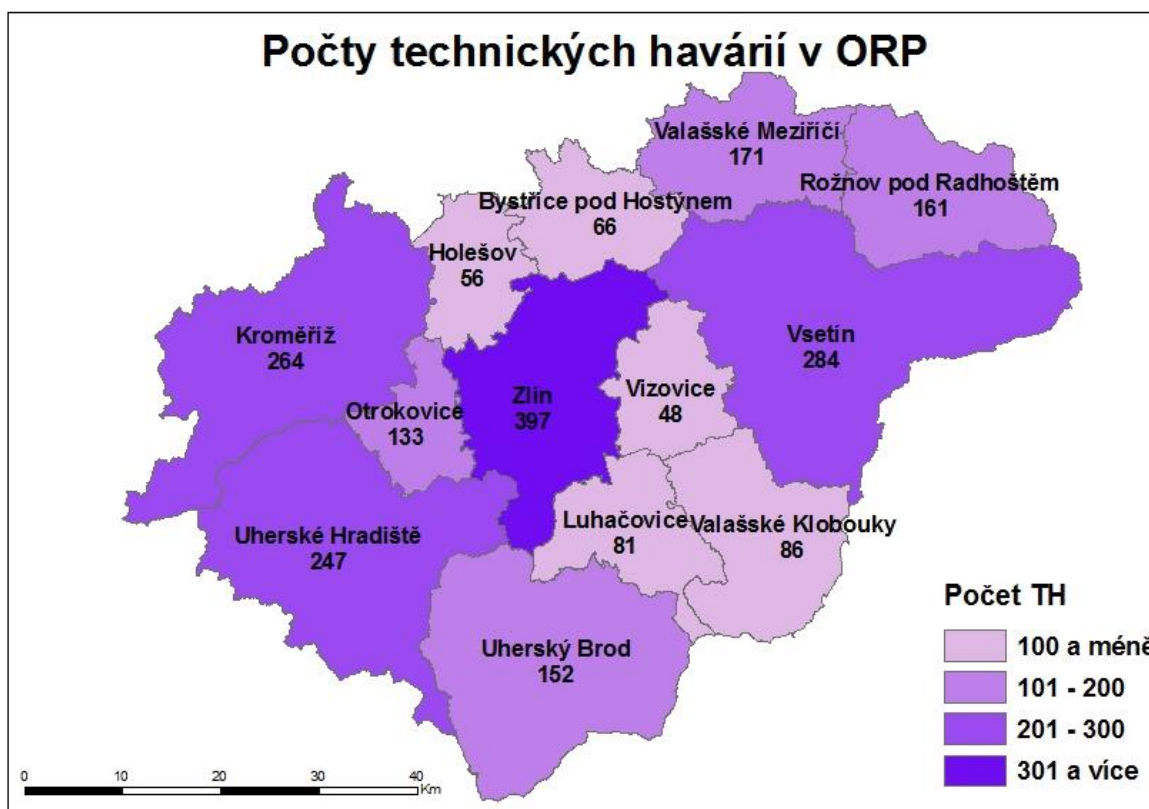 Počty technických havárií v ORP
Valašské Meziříčí
171
Rožnov pod Radhoštěm
161
Bystřice pod Hostýnem
66
Holešov
56
Kroměříž
264
Vsetín
284
Zlín
397
Vizovice
48
Otrokovice
133
Luhačovice
81
Valašské Klobouky
86
Uherské Hradiště
247
Uherský Brod
152
Počet TH
100 a méně
101 - 200
201 - 300
301 a více
0 10 20 30 40
Km